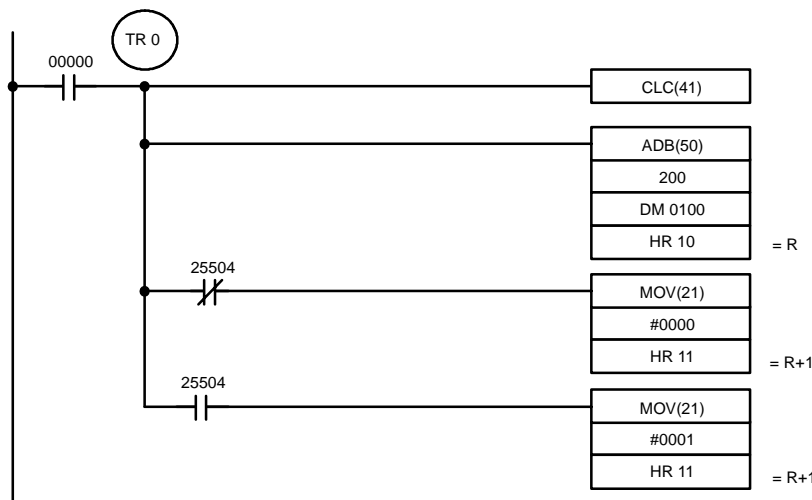 TR 0
00000
CLC(41)
ADB(50)
200
DM 0100
HR 10
= R
25504
MOV(21)
#0000
HR 11
= R+1
25504
MOV(21)
#0001
HR 11
= R+1